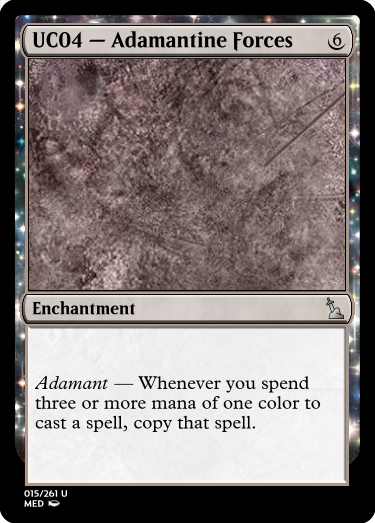 UC04 — Adamantine Forces 6
Enchantment
Adamant — Whenever you spend
three or more mana of one color to
cast a spell, copy that spell.
015/261 U
MED